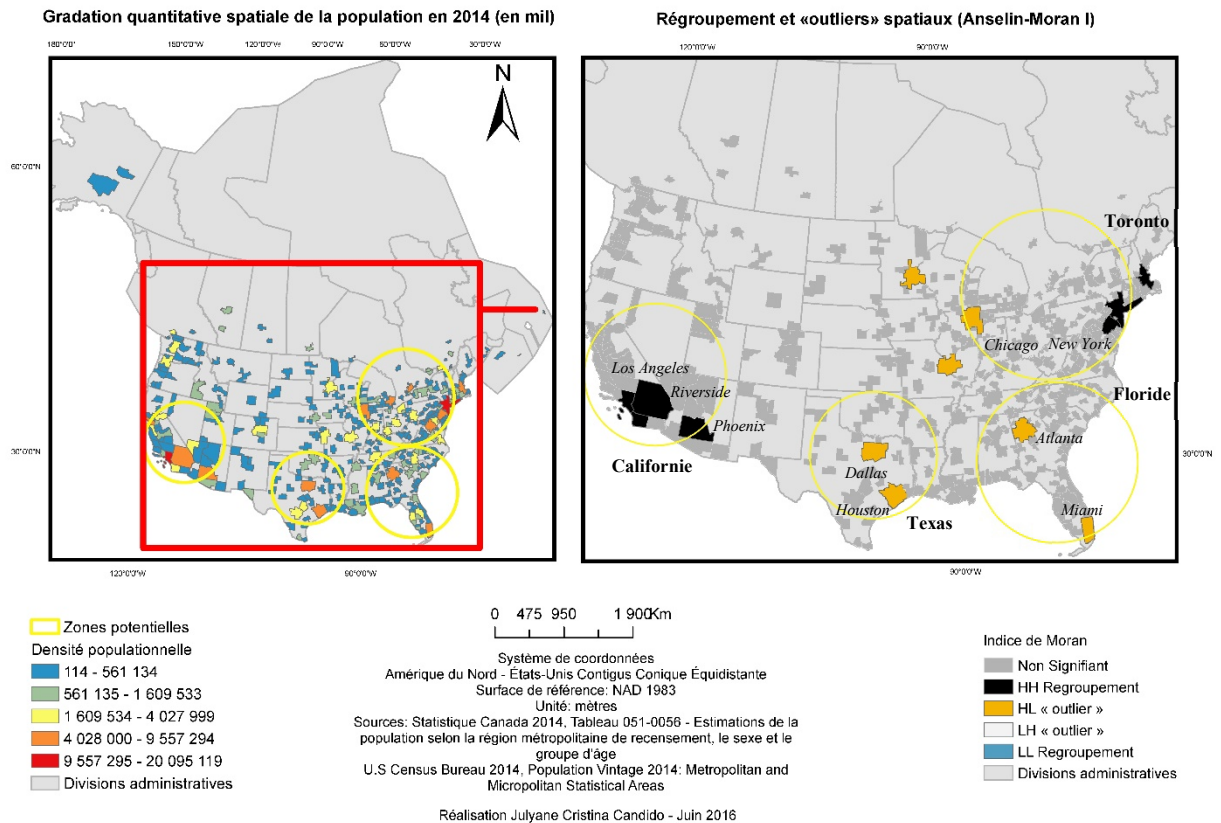 Gradation quantitative spatiale de la population en 2014 (en mil)
180°0'0" 150°0'0"W 120°0'0"W 90°0'0"W 60°0'0"W 30°0'0"W
N
60°0'0"N
30°0'0"N
120°0'0"W 60°0'0"W
Régroupement et «outliers» spatiaux (Anselin-Moran I)
120°0'0"W 90°0'0"W
Toronto
Chicago New York
Los Angeles
Riverside
Floride
Phoenix
Atlanta
Californie
30°0'0"N
Dallas
Houston
Miami
Texas
90°0'0"W
Zones potentielles
Densité populationnelle
114 - 561 134
561 135 - 1 609 533
1 609 534 - 4 027 999
4 028 000 - 9 557 294
9 557 295 - 20 095 119
Divisions administratives
0 475 950 1 900Km
Système de coordonnées
Amérique du Nord - États-Unis Contigus Conique Équidistante
Surface de référence: NAD 1983
Unité: mètres
Sources: Statistique Canada 2014, Tableau 051-0056 - Estimations de la
population selon la région métropolitaine de recensement, le sexe et le
groupe d'âge
U.S Census Bureau 2014, Population Vintage 2014: Metropolitan and
Micropolitan Statistical Areas
Réalisation Julyane Cristina Candido - Juin 2016
Indice de Moran
Non Signifiant
HH Regroupement
HL « outlier »
LH « outlier »
LL Regroupement
Divisions administratives